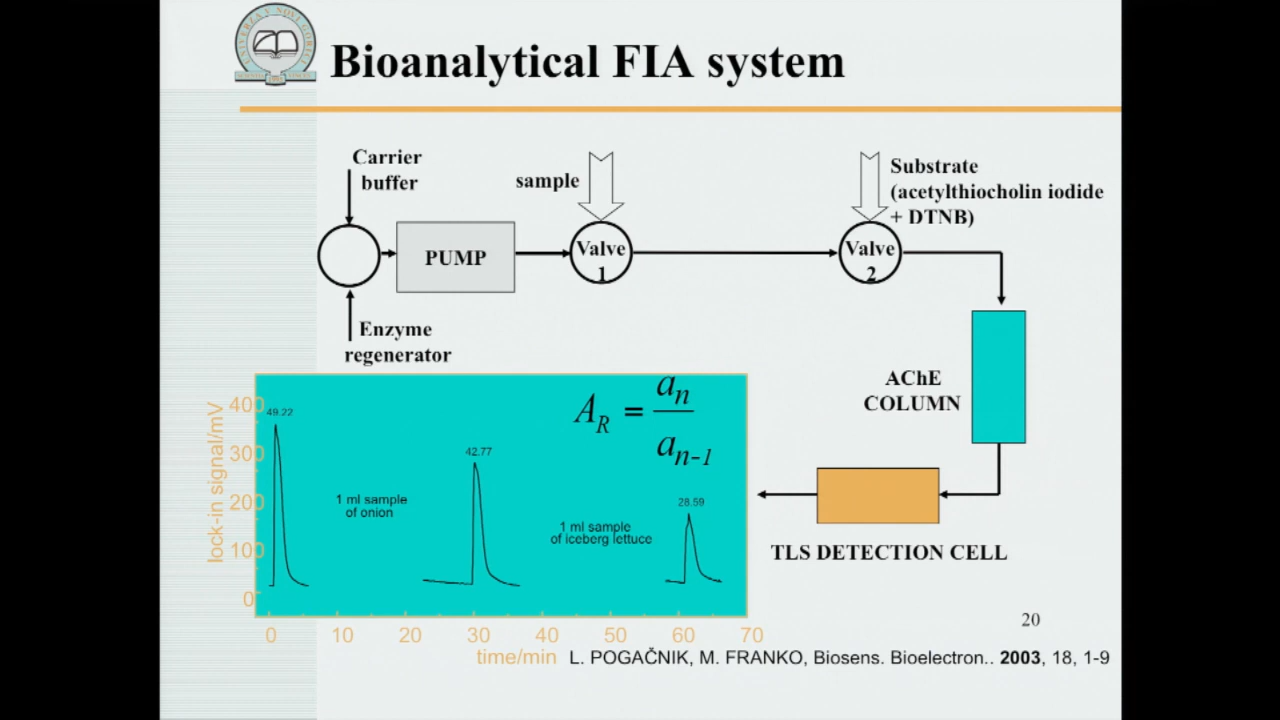 Bioanalytical FIA system
Carrier
buffer
sample
Substrate
(acetylthiocholin iodide
+ DTNB)
PUMP
Valve
1
Valve
2
Enzyme
regenerator
AChE
COLUMN
TLS DETECTION CELL
lock-in signal/mV
400
300
200
100
0
49.22
42.77
28.59
1 ml sample
of onion
1 ml sample
of iceberg lettuce
A_R = a_n / a_{n-1}
0 10 20 30 40 50 60 70
time/min
20
L. POGAČNIK, M. FRANKO, Biosens. Bioelectron.. 2003, 18, 1-9